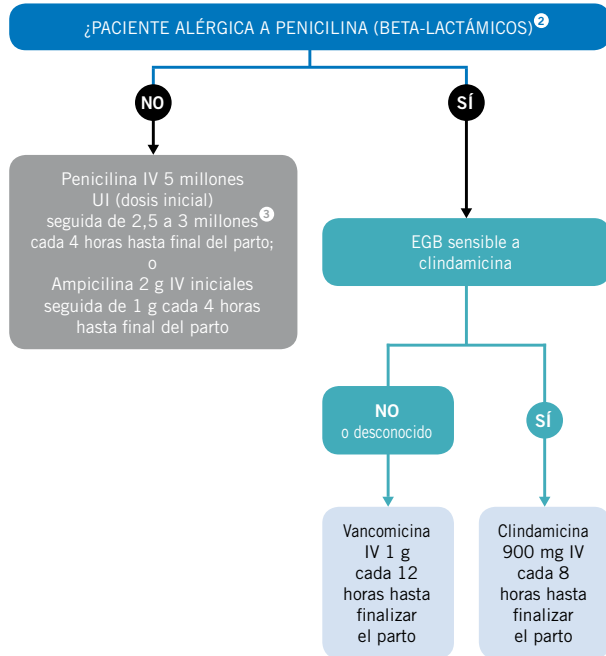 ¿PACIENTE ALÉRGICA A PENICILINA (BETA-LACTÁMICOS)②
NO
SÍ
Penicilina IV 5 millones
UI (dosis inicial)
seguida de 2,5 a 3 millones③
cada 4 horas hasta final del parto;
o
Ampicilina 2 g IV iniciales
seguida de 1 g cada 4 horas
hasta final del parto
EGB sensible a
clindamicina
NO
o desconocido
SÍ
Vancomicina
IV 1 g
cada 12
horas hasta
finalizar
el parto
Clindamicina
900 mg IV
cada 8
horas hasta
finalizar
el parto